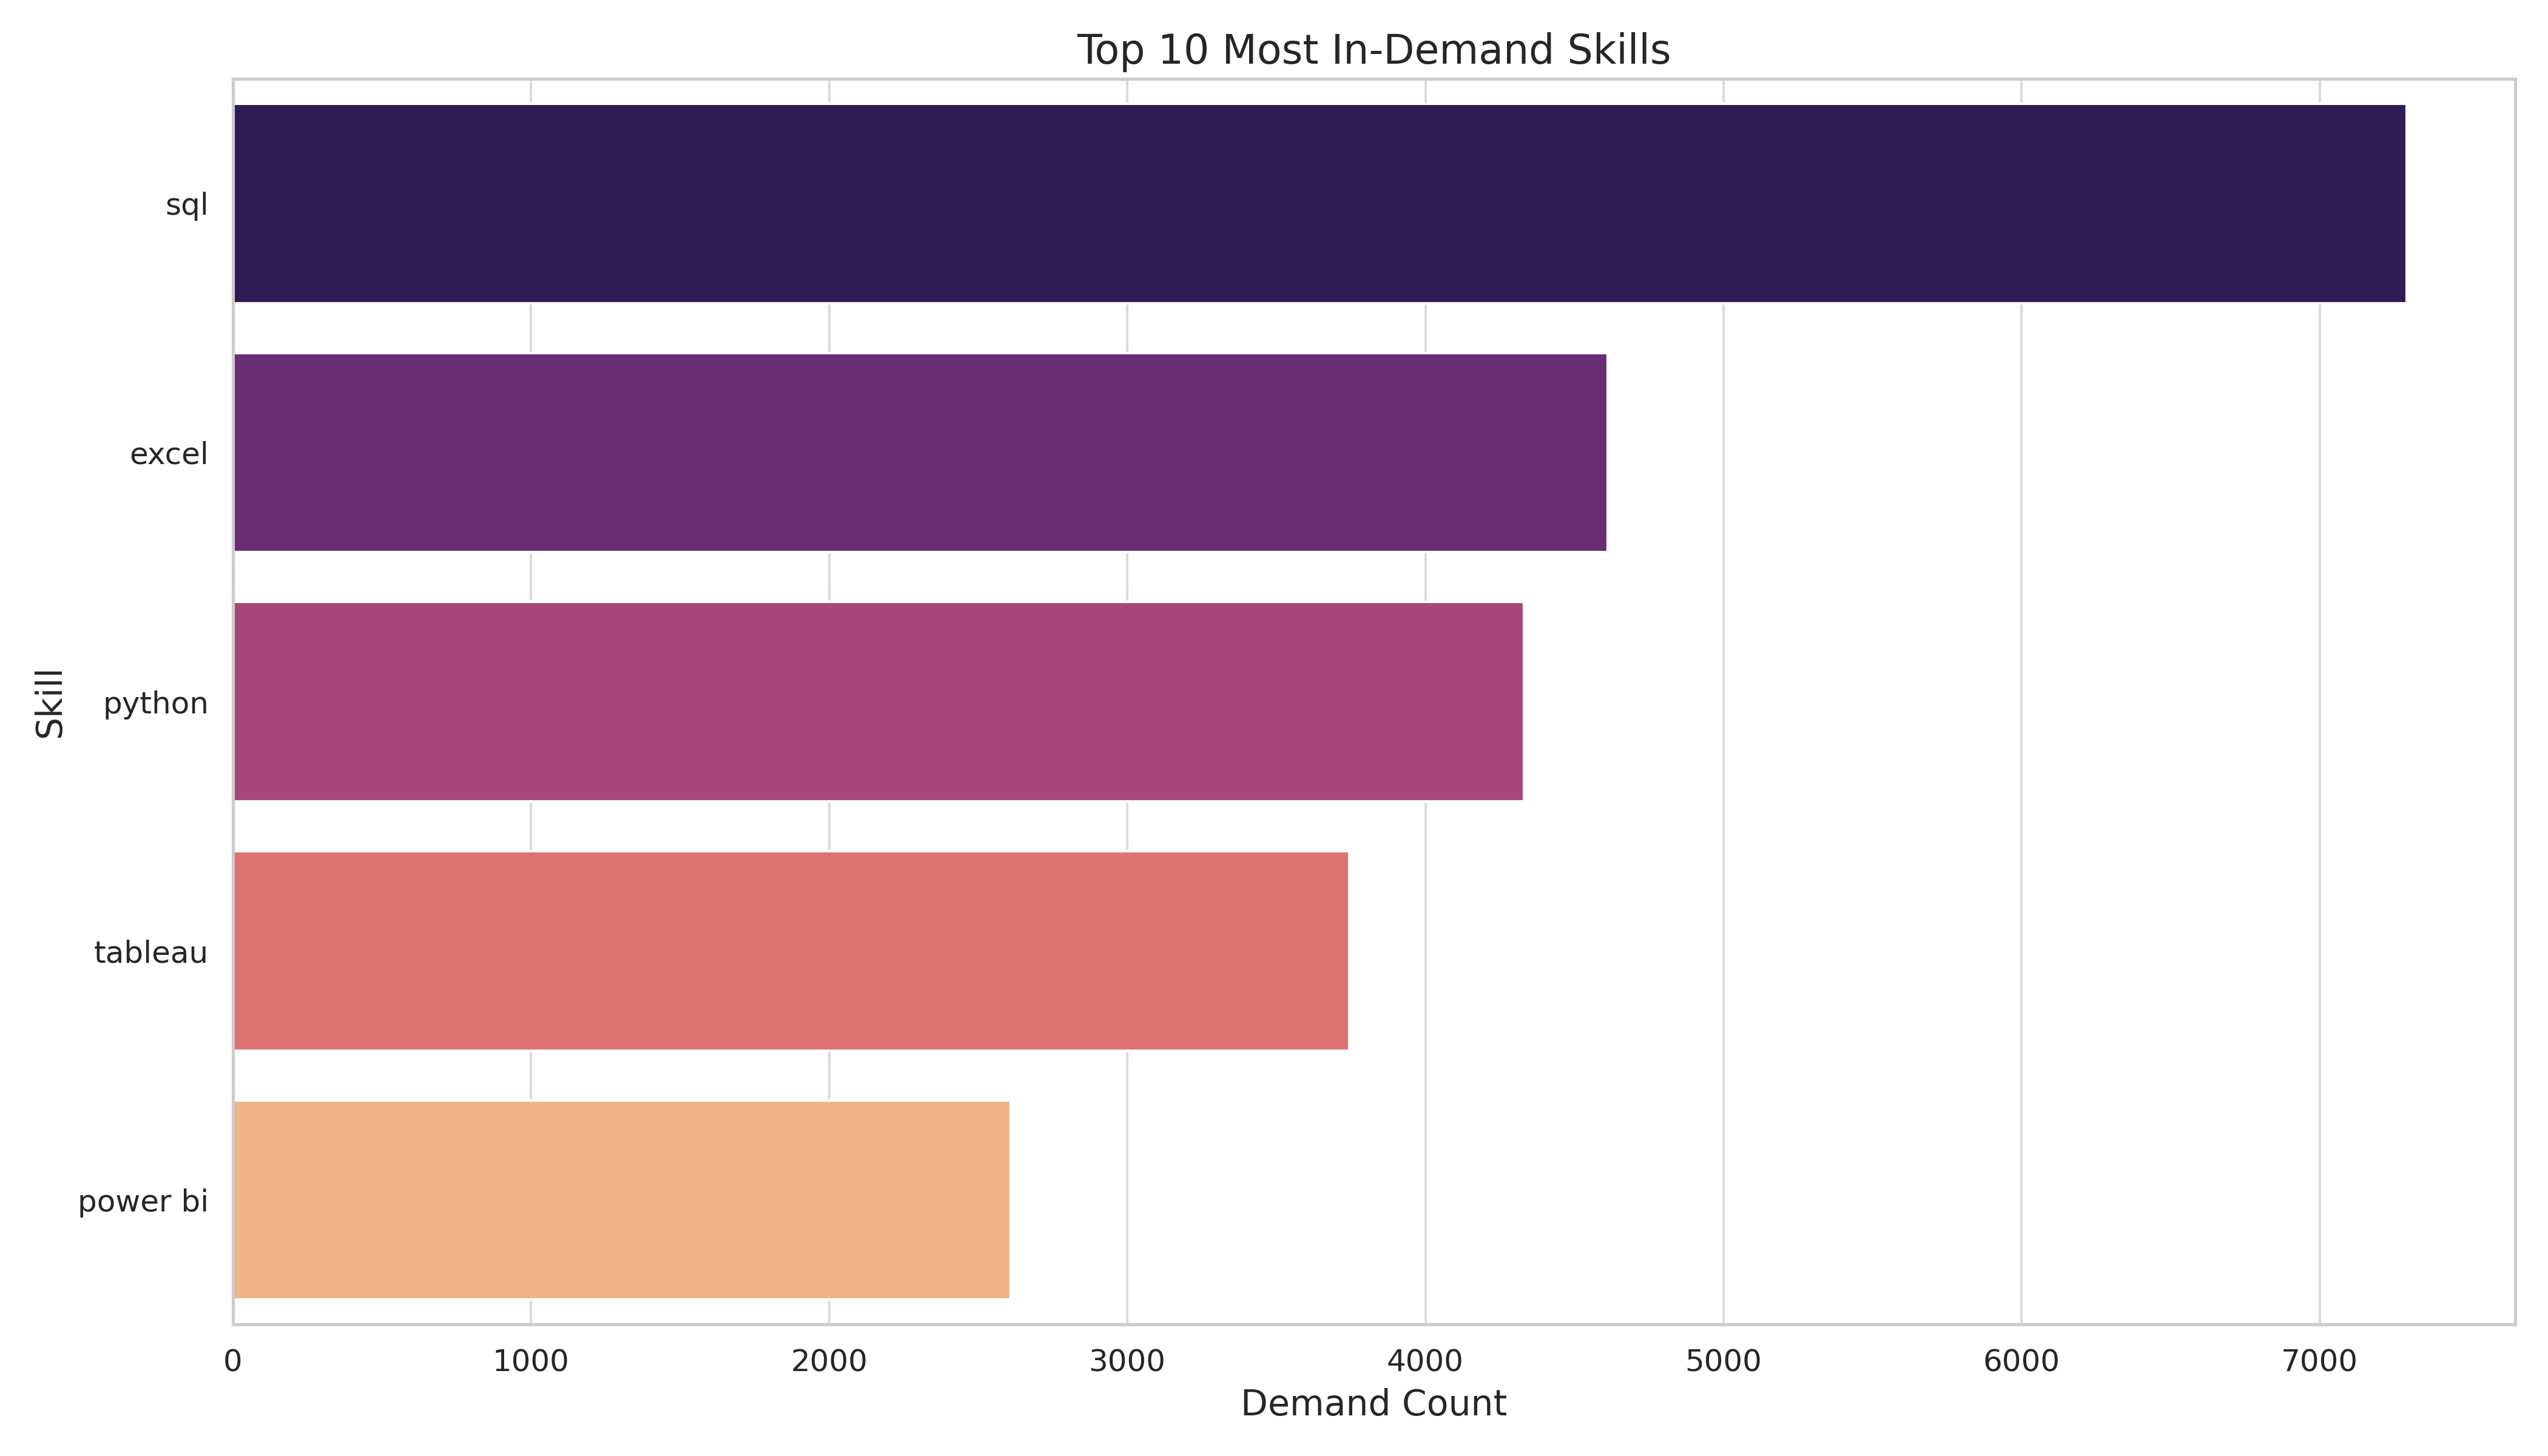 Top 10 Most In-Demand Skills
sql
excel
python
tableau
power bi
Skill
0 1000 2000 3000 4000 5000 6000 7000
Demand Count